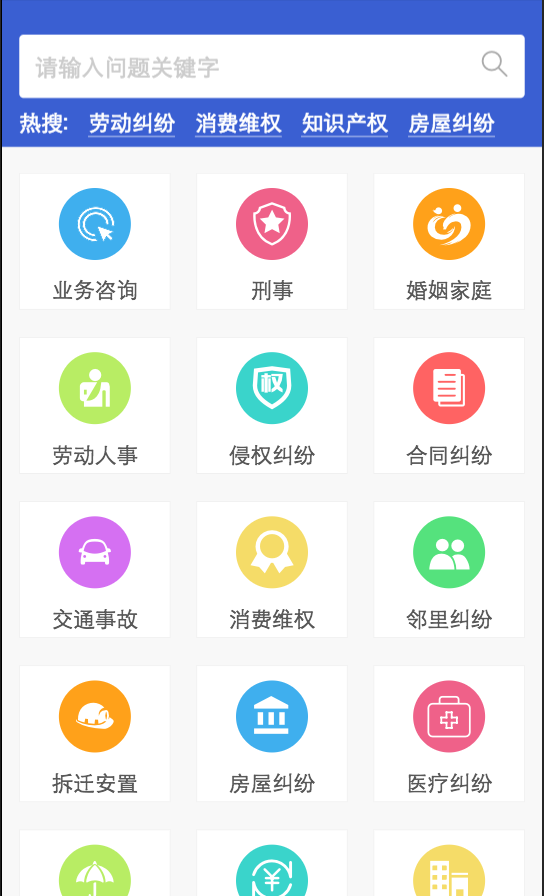 请输入问题关键字
热搜: 劳动纠纷 消费维权 知识产权 房屋纠纷
业务咨询 刑事 婚姻家庭
权
劳动人事 侵权纠纷 合同纠纷
交通事故 消费维权 邻里纠纷
拆迁安置 房屋纠纷 医疗纠纷
¥